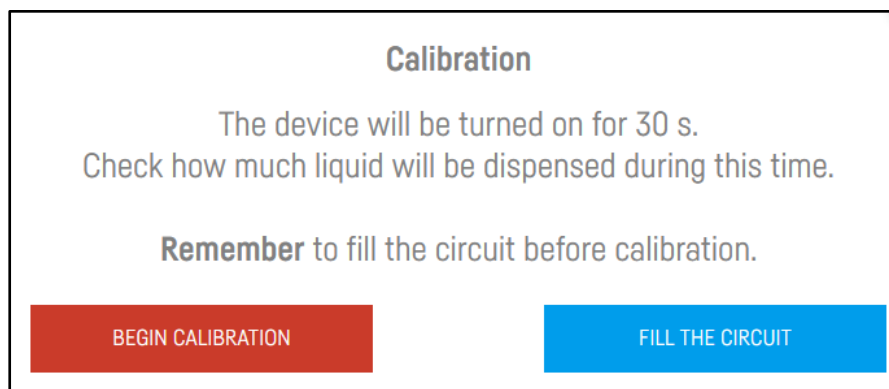 Calibration
The device will be turned on for 30 s.
Check how much liquid will be dispensed during this time.
Remember to fill the circuit before calibration.
BEGIN CALIBRATION
FILL THE CIRCUIT